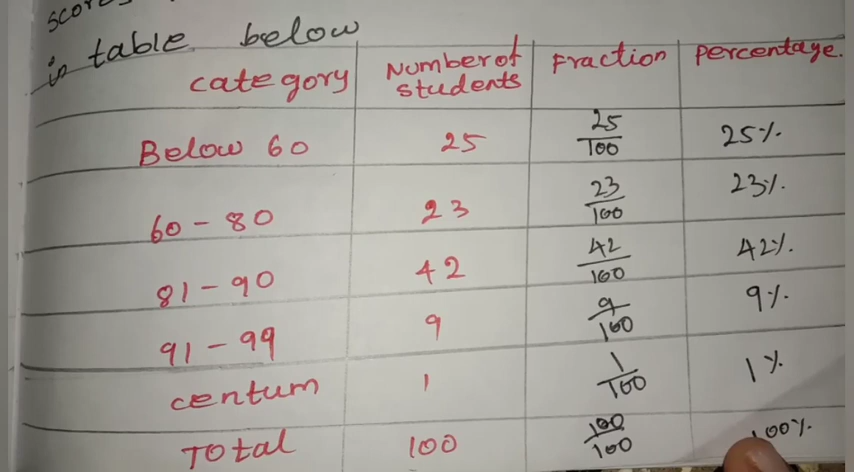 score
in table below
category Number of students Fraction percentage.
Below 60 25 25/100 25%.
60 - 80 23 23/100 23%.
81 - 90 42 42/100 42%.
91 - 99 9 9/100 9%.
centum 1 1/100 1%
Total 100 100/100 100%.